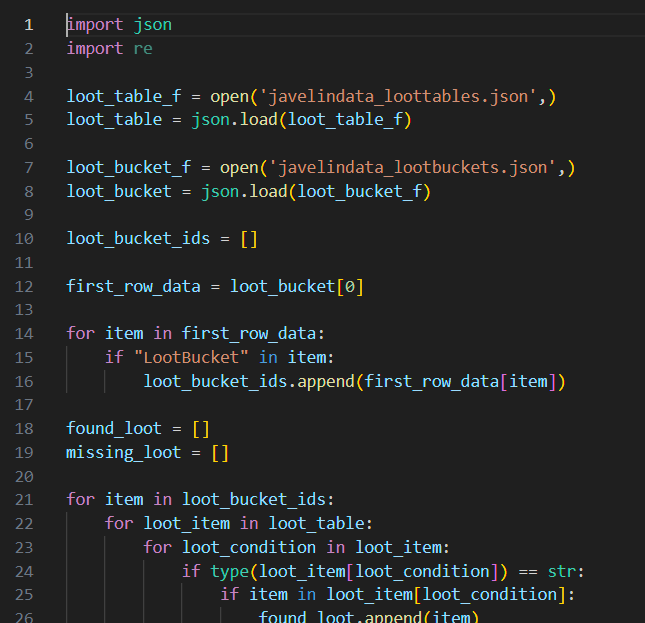 1 import json
2 import re
3
4 loot_table_f = open('javelindata_loottables.json',)
5 loot_table = json.load(loot_table_f)
6
7 loot_bucket_f = open('javelindata_lootbuckets.json',)
8 loot_bucket = json.load(loot_bucket_f)
9
10 loot_bucket_ids = []
11
12 first_row_data = loot_bucket[0]
13
14 for item in first_row_data:
15     if "LootBucket" in item:
16         loot_bucket_ids.append(first_row_data[item])
17
18 found_loot = []
19 missing_loot = []
20
21 for item in loot_bucket_ids:
22     for loot_item in loot_table:
23         for loot_condition in loot_item:
24             if type(loot_item[loot_condition]) == str:
25                 if item in loot_item[loot_condition]:
26                     found_loot.append(item)